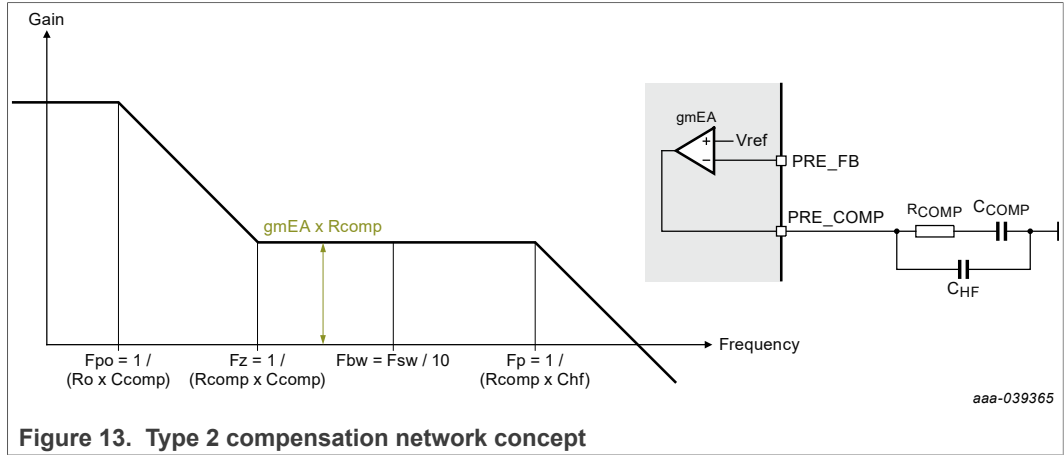 Gain
gmEA
+
Vref
−
PRE_FB
PRE_COMP
RCOMP
CCOMP
CHF
gmEA x Rcomp
Frequency
Fpo = 1 /
(Ro x Ccomp)
Fz = 1 /
(Rcomp x Ccomp)
Fbw = Fsw / 10
Fp = 1 /
(Rcomp x Chf)
aaa-039365
Figure 13. Type 2 compensation network concept